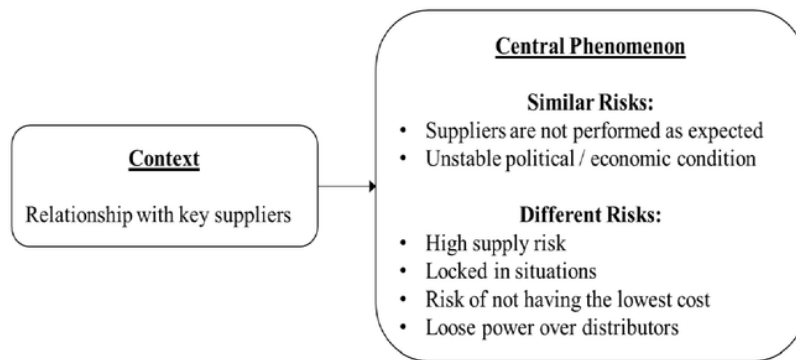 Context
Relationship with key suppliers
Central Phenomenon
Similar Risks:
• Suppliers are not performed as expected
• Unstable political / economic condition
Different Risks:
• High supply risk
• Locked in situations
• Risk of not having the lowest cost
• Loose power over distributors